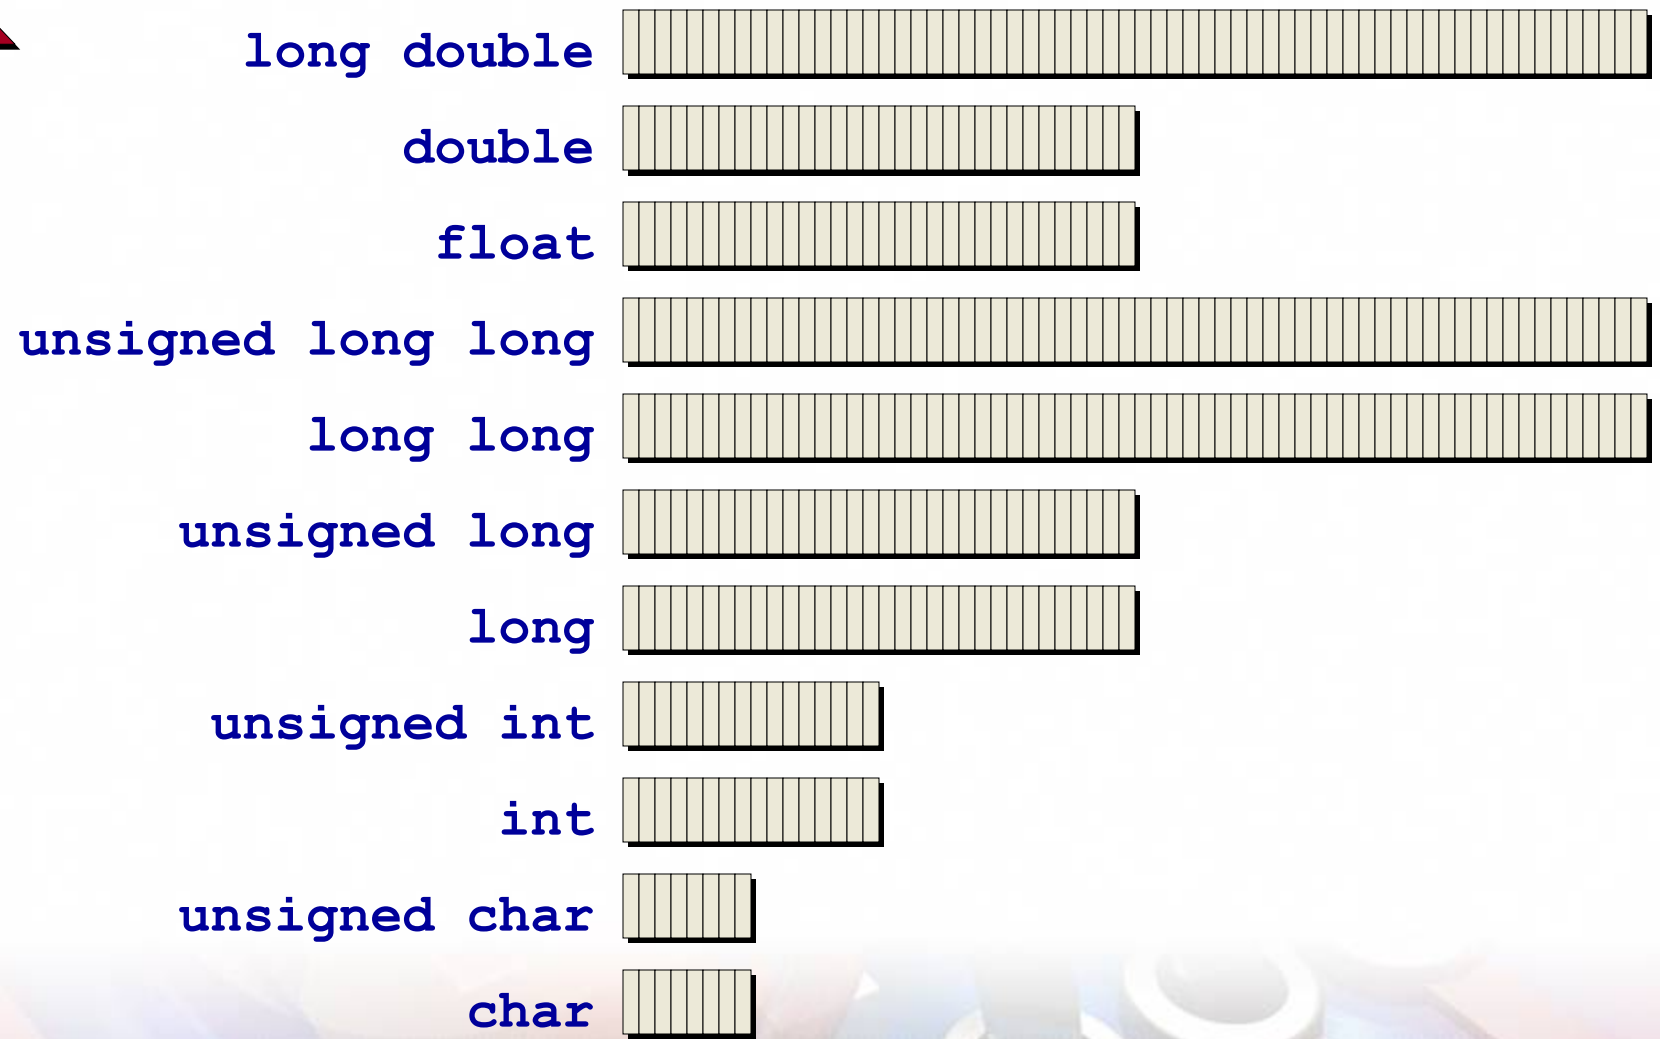 long double
double
float
unsigned long long
long long
unsigned long
long
unsigned int
int
unsigned char
char